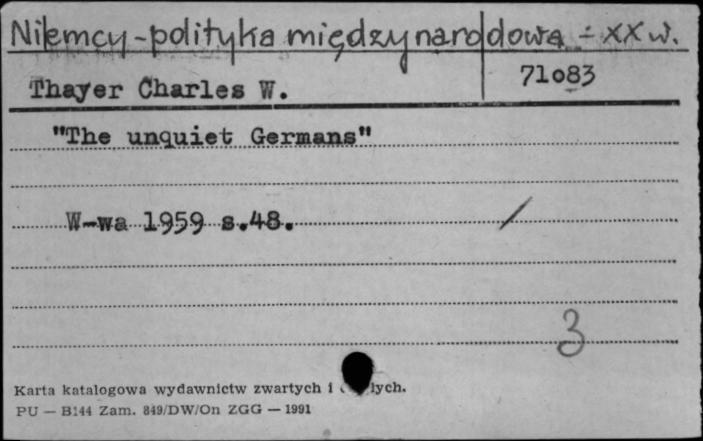 Niemcy - polityka międzynarodowa - XX w.
Thayer Charles W.
71083
"The unquiet Germans"
W-wa 1959 s.48. /
3
Karta katalogowa wydawnictw zwartych i
PU — B144 Zam. 849/DW/On ZGG — 1991